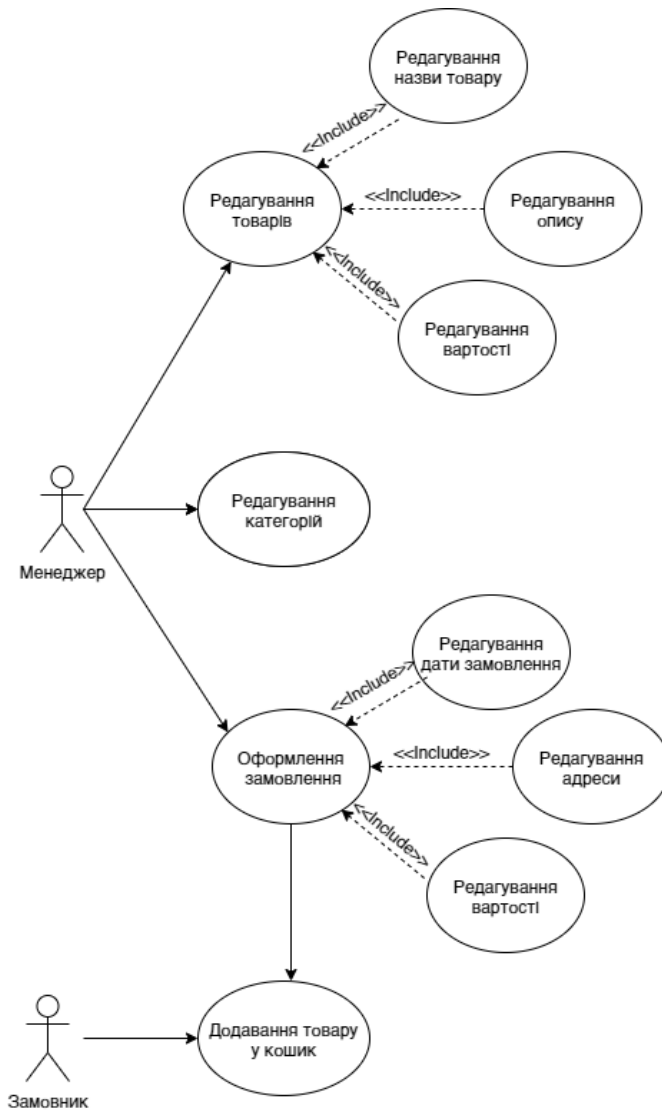 Редагування
назви товару
<<Include>>
Редагування
товарів
<<Include>>
Редагування
опису
<<Include>>
Редагування
вартості
Редагування
категорій
Менеджер
Редагування
дати замовлення
<<Include>>
Оформлення
замовлення
<<Include>>
Редагування
адреси
<<Include>>
Редагування
вартості
Додавання товару
у кошик
Замовник